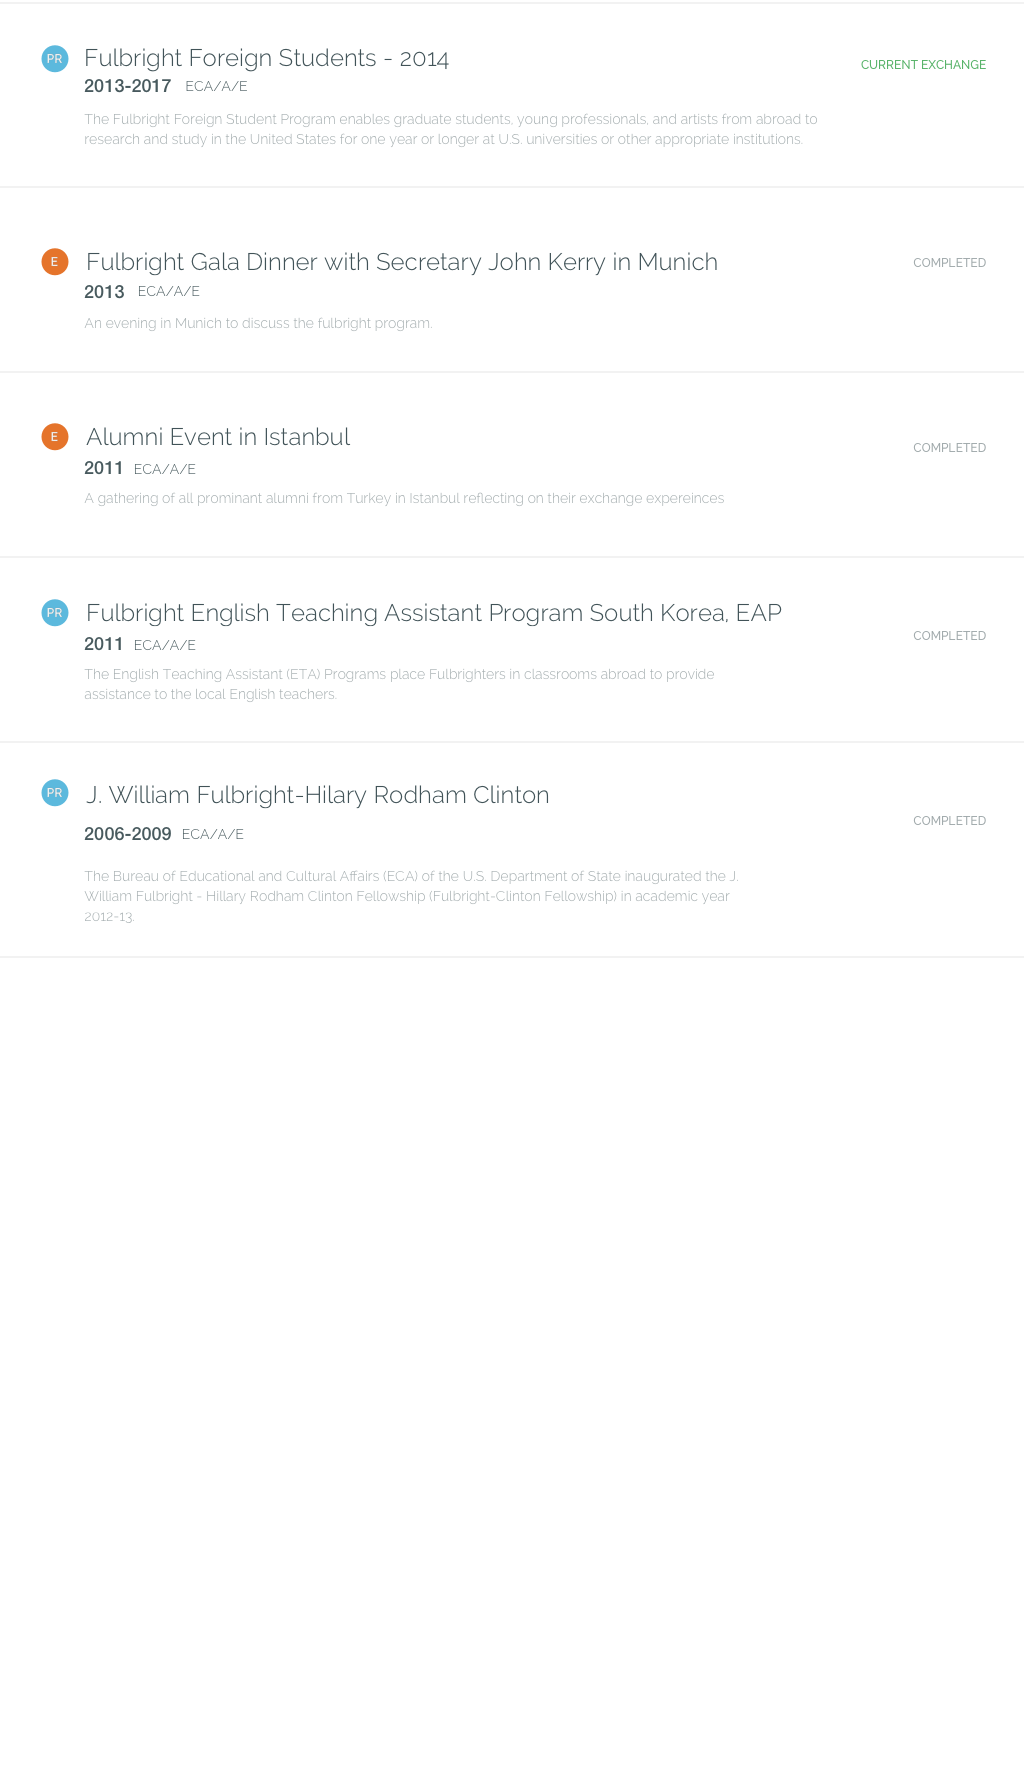 PR Fulbright Foreign Students - 2014
CURRENT EXCHANGE
2013-2017 ECA/A/E
The Fulbright Foreign Student Program enables graduate students, young professionals, and artists from abroad to
research and study in the United States for one year or longer at U.S. universities or other appropriate institutions.
E Fulbright Gala Dinner with Secretary John Kerry in Munich
COMPLETED
2013 ECA/A/E
An evening in Munich to discuss the fulbright program.
E Alumni Event in Istanbul
COMPLETED
2011 ECA/A/E
A gathering of all prominant alumni from Turkey in Istanbul reflecting on their exchange expereinces
PR Fulbright English Teaching Assistant Program South Korea, EAP
COMPLETED
2011 ECA/A/E
The English Teaching Assistant (ETA) Programs place Fulbrighters in classrooms abroad to provide
assistance to the local English teachers.
PR J. William Fulbright-Hilary Rodham Clinton
COMPLETED
2006-2009 ECA/A/E
The Bureau of Educational and Cultural Affairs (ECA) of the U.S. Department of State inaugurated the J.
William Fulbright - Hillary Rodham Clinton Fellowship (Fulbright-Clinton Fellowship) in academic year
2012-13.